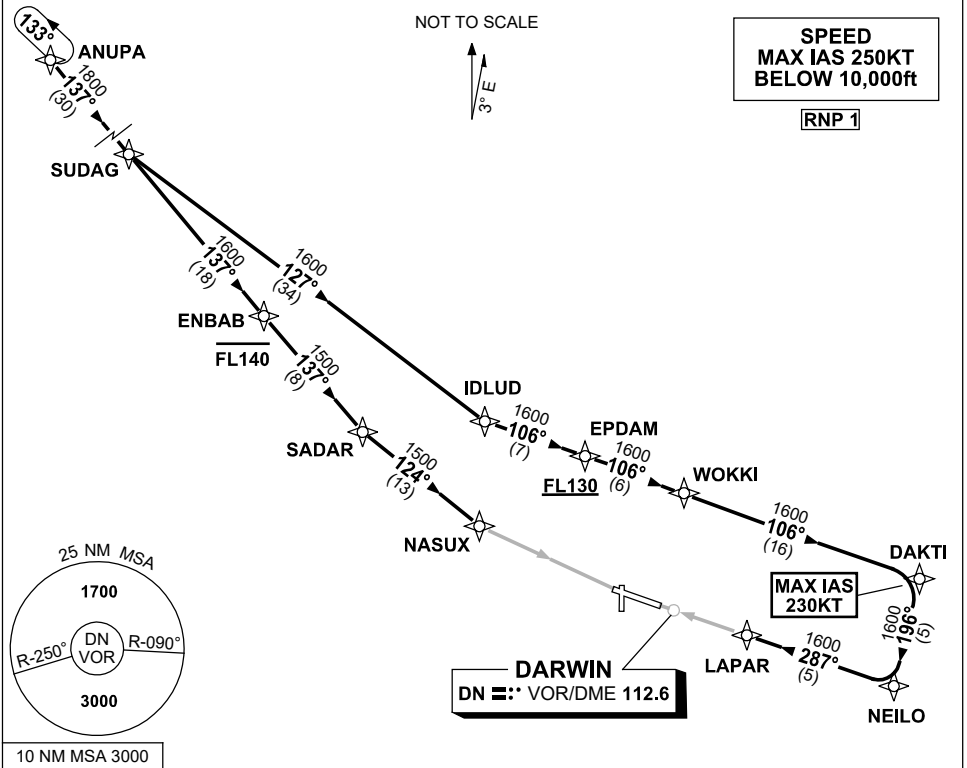 NOT TO SCALE
3° E
SPEED
MAX IAS 250KT
BELOW 10,000ft
RNP 1
133°
ANUPA
1800
137°
(30)
SUDAG
1600
137°
(18)
1600
127°
(34)
ENBAB
FL140
1500
137°
(8)
IDLUD
1600
106°
(7)
EPDAM
FL130
1600
106°
(6)
WOKKI
SADAR
1500
124°
(13)
NASUX
1600
106°
(16)
DAKTI
MAX IAS
230KT
1600
196°
(5)
LAPAR
1600
287°
(5)
NEILO
DARWIN
DN VOR/DME 112.6
25 NM MSA
1700
DN
VOR
R-250°
R-090°
3000
10 NM MSA 3000